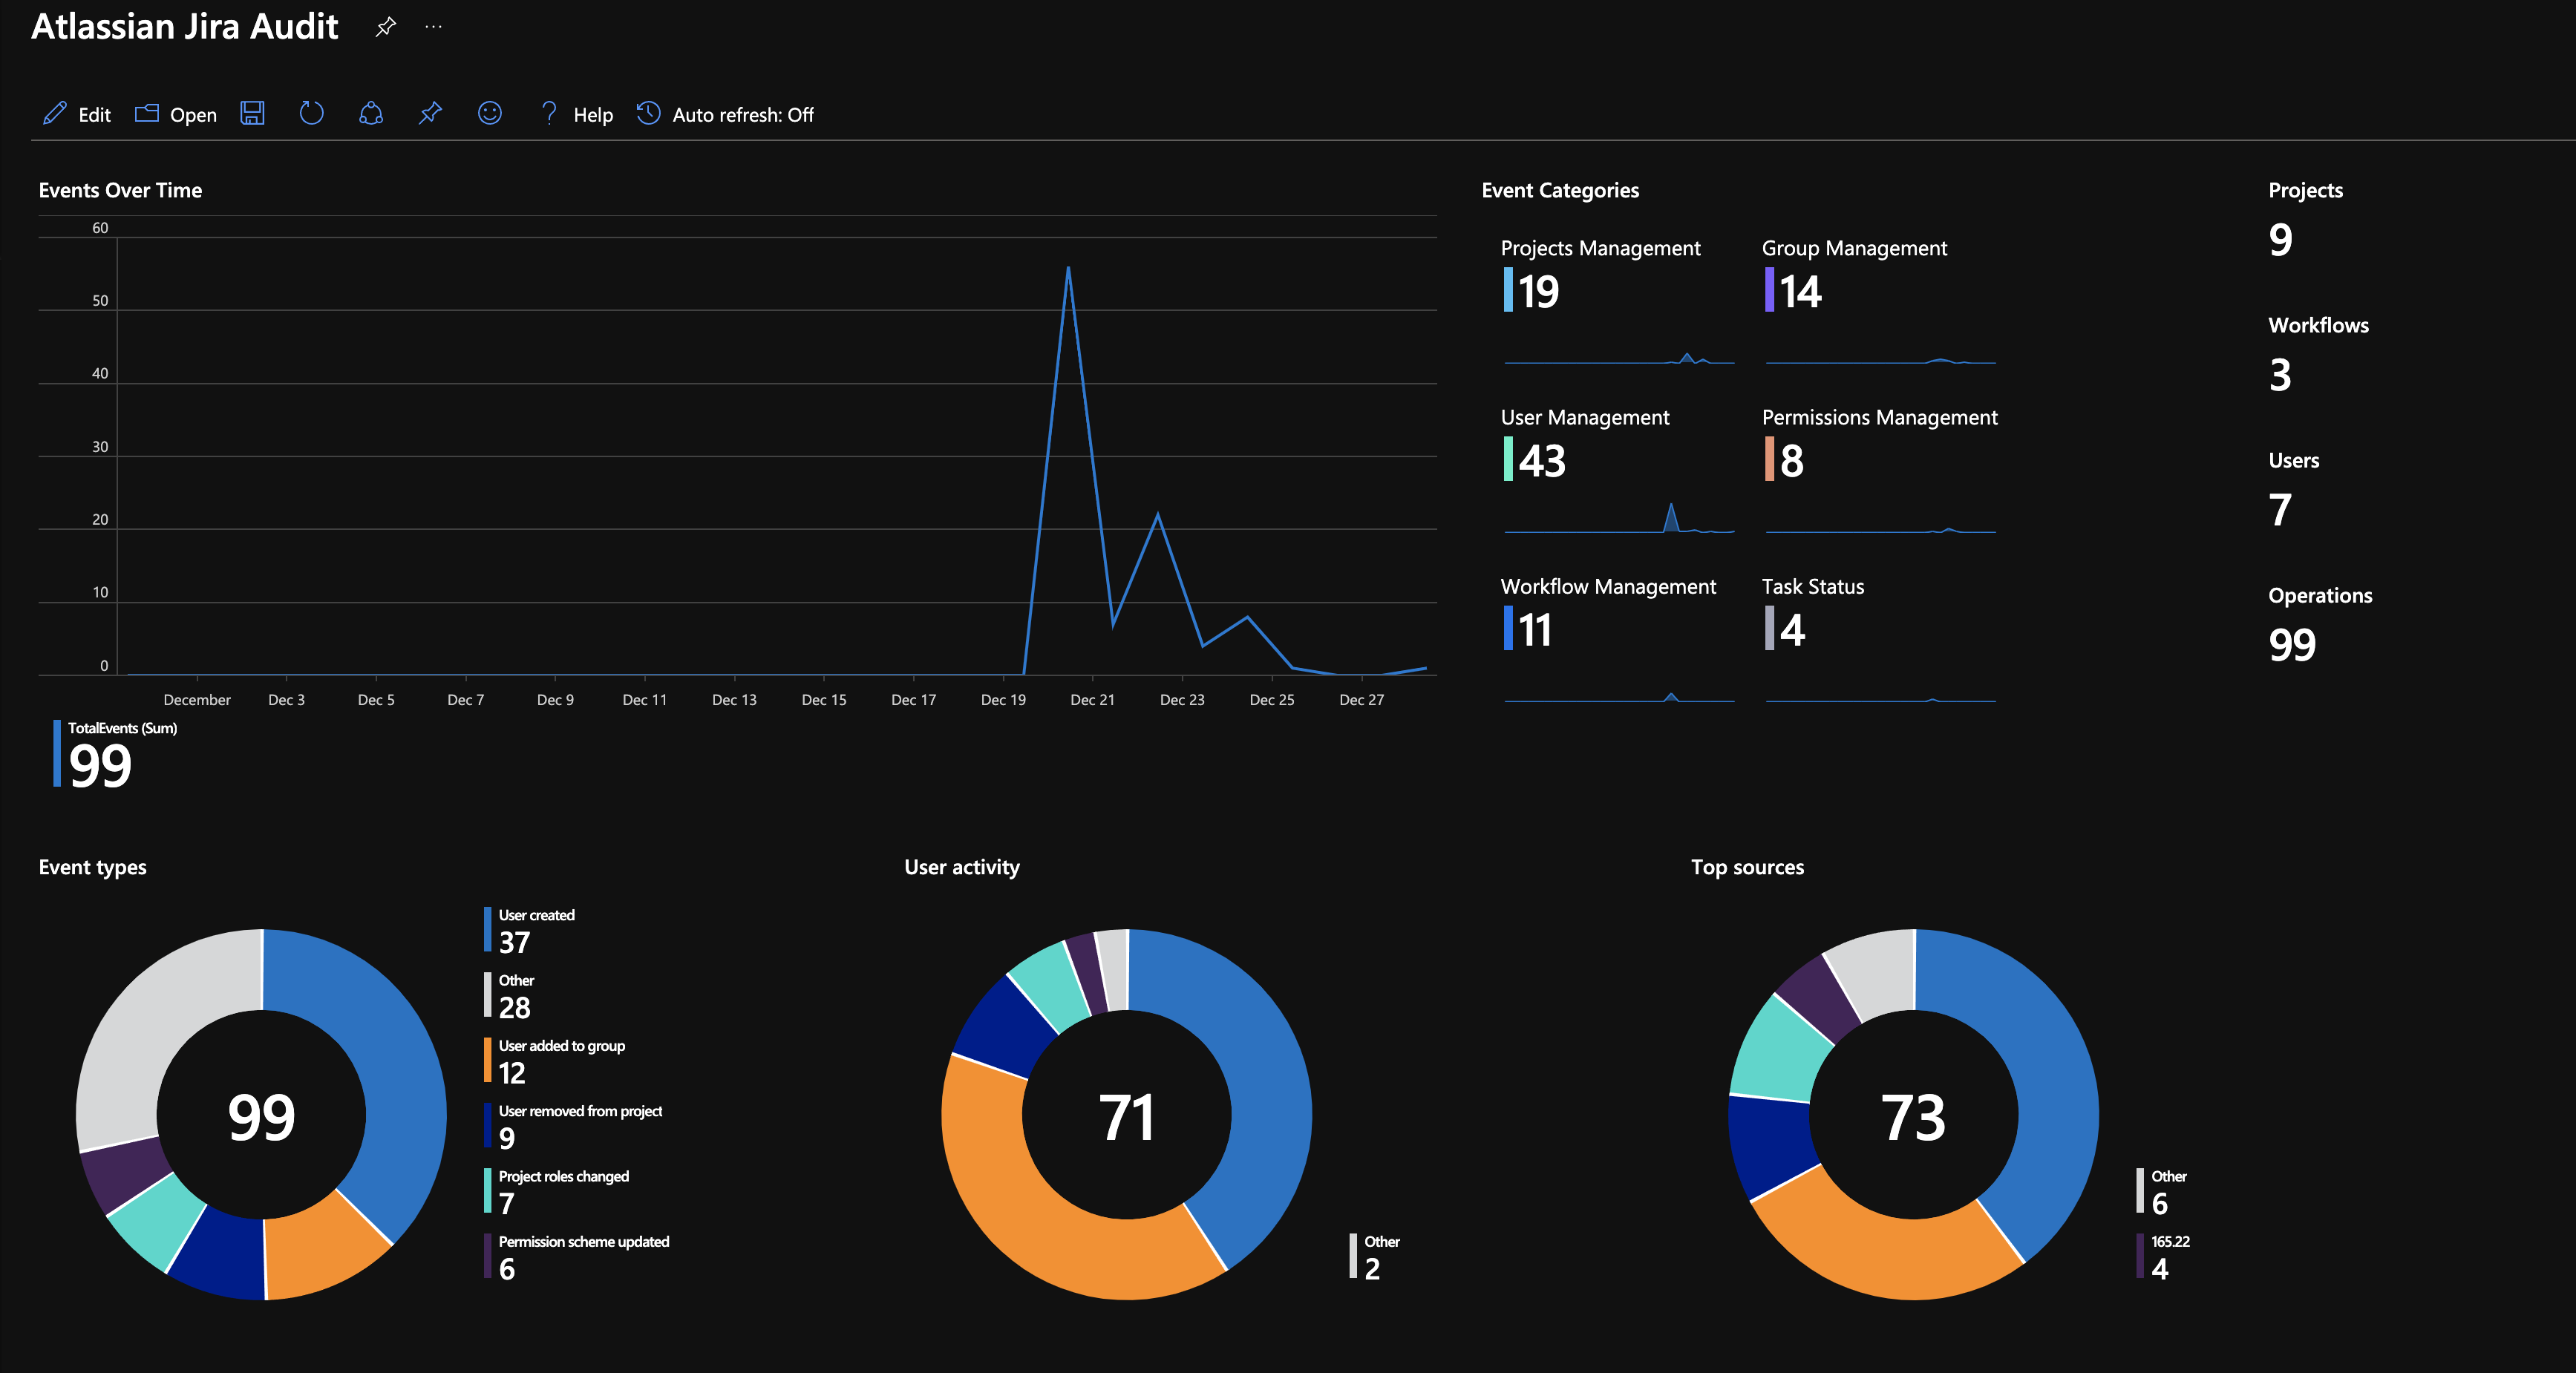 Atlassian Jira Audit
Edit Open Help Auto refresh: Off
Events Over Time
60
50
40
30
20
10
0
December Dec 3 Dec 5 Dec 7 Dec 9 Dec 11 Dec 13 Dec 15 Dec 17 Dec 19 Dec 21 Dec 23 Dec 25 Dec 27
TotalEvents (Sum)
99
Event Categories
Projects Management
19
Group Management
14
User Management
43
Permissions Management
8
Workflow Management
11
Task Status
4
Projects
9
Workflows
3
Users
7
Operations
99
Event types
99
User created
37
Other
28
User added to group
12
User removed from project
9
Project roles changed
7
Permission scheme updated
6
User activity
71
Other
2
Top sources
73
Other
6
165.22
4